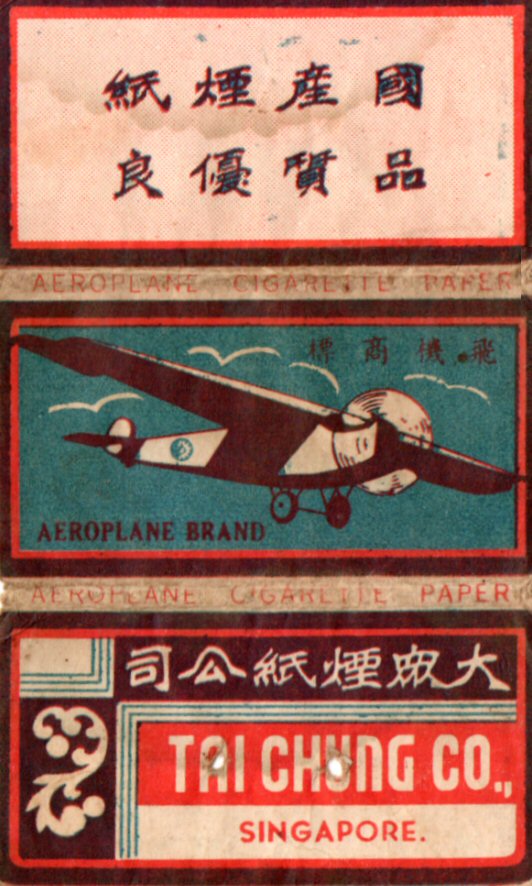 國產煙紙
品質優良
AEROPLANE CIGARETTE PAPER
飛機商標
AEROPLANE BRAND
AEROPLANE CIGARETTE PAPER
大眾煙紙公司
TAI CHUNG CO.,
SINGAPORE.